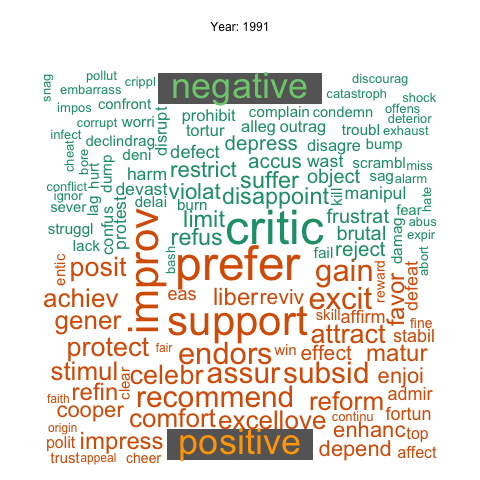 Year: 1991
snag pollut crippl negative discourag
embarrass catastroph shock
impos confront prohibit complain condemn offens
corrupt worri disrupt tortur alleg outrag troubl deterior
infect declin drag defect depress disagre bump exhaust
cheat bore hurt deni restrict accus wast scrambl miss
conflict dump harm suffer object sag alarm
ignor lag devast violat disappoint kill manipul hate
sever delai burn limit critic frustrat fear abus
struggl confus protest refus brutal damag expir
lack bash fail reject abort
entic posit improv prefer gain reward favor defeat
achiev eas liber reviv excit
gener support skill affirm fine
protect fair endors win effect attract stabil
stimul clear celebr assur subsid matur
refin recommend enjoi
faith cooper reform admir
origin comfort excel love continu fortun
polit impress positive enhanc top
trust appeal cheer depend affect